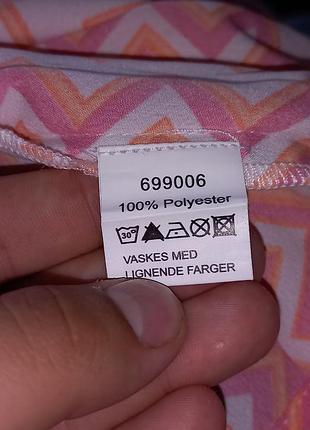 699006
100% Polyester
30°
VASKES MED
LIGNENDE FARGER